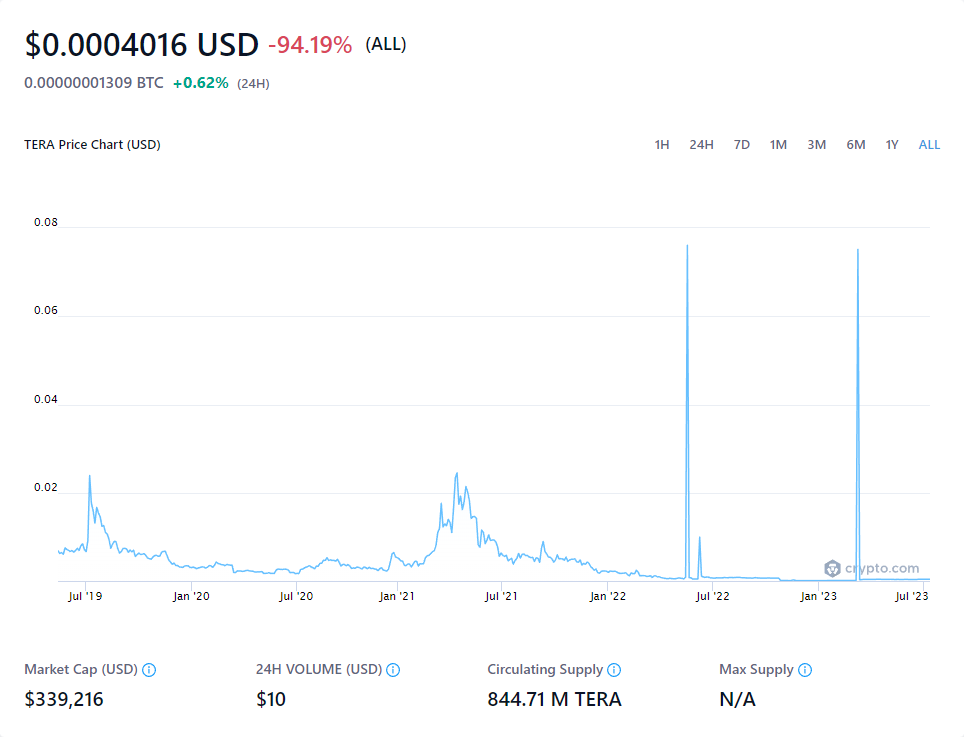 $0.0004016 USD -94.19% (ALL)
0.00000001309 BTC +0.62% (24H)
TERA Price Chart (USD) 1H 24H 7D 1M 3M 6M 1Y ALL
0.08
0.06
0.04
0.02
crypto.com
Jul '19 Jan '20 Jul '20 Jan '21 Jul '21 Jan '22 Jul '22 Jan '23 Jul '23
Market Cap (USD) 24H VOLUME (USD) Circulating Supply Max Supply
$339,216 $10 844.71 M TERA N/A